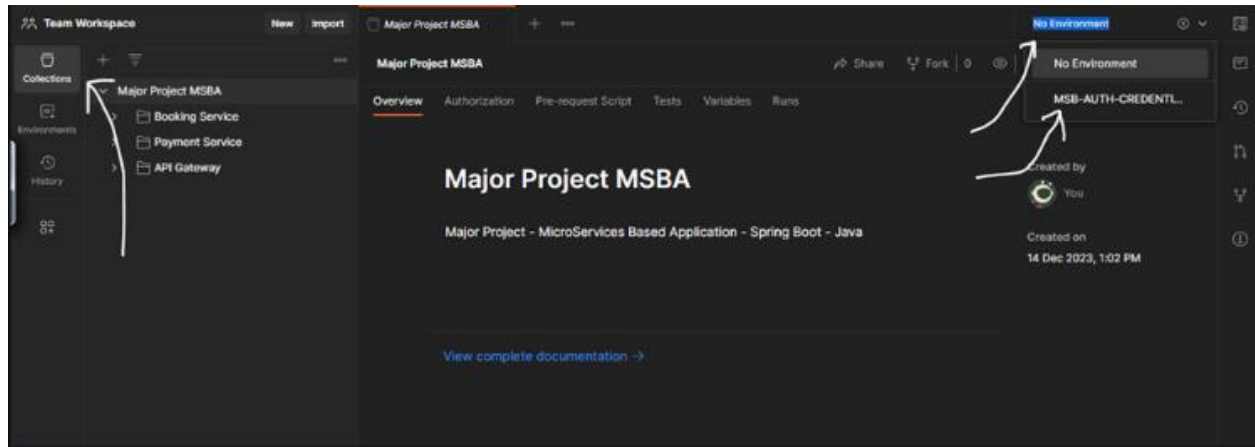 Team Workspace
New
Import
Major Project MSBA
No Environment
Collections
Environments
History
Major Project MSBA
Booking Service
Payment Service
API Gateway
Major Project MSBA
Share
Fork
0
Overview
Authorization
Pre-request Script
Tests
Variables
Runs
No Environment
MSB-AUTH-CREDENTI...
Major Project MSBA
Major Project - MicroServices Based Application - Spring Boot - Java
View complete documentation →
Created by
You
Created on
14 Dec 2023, 1:02 PM